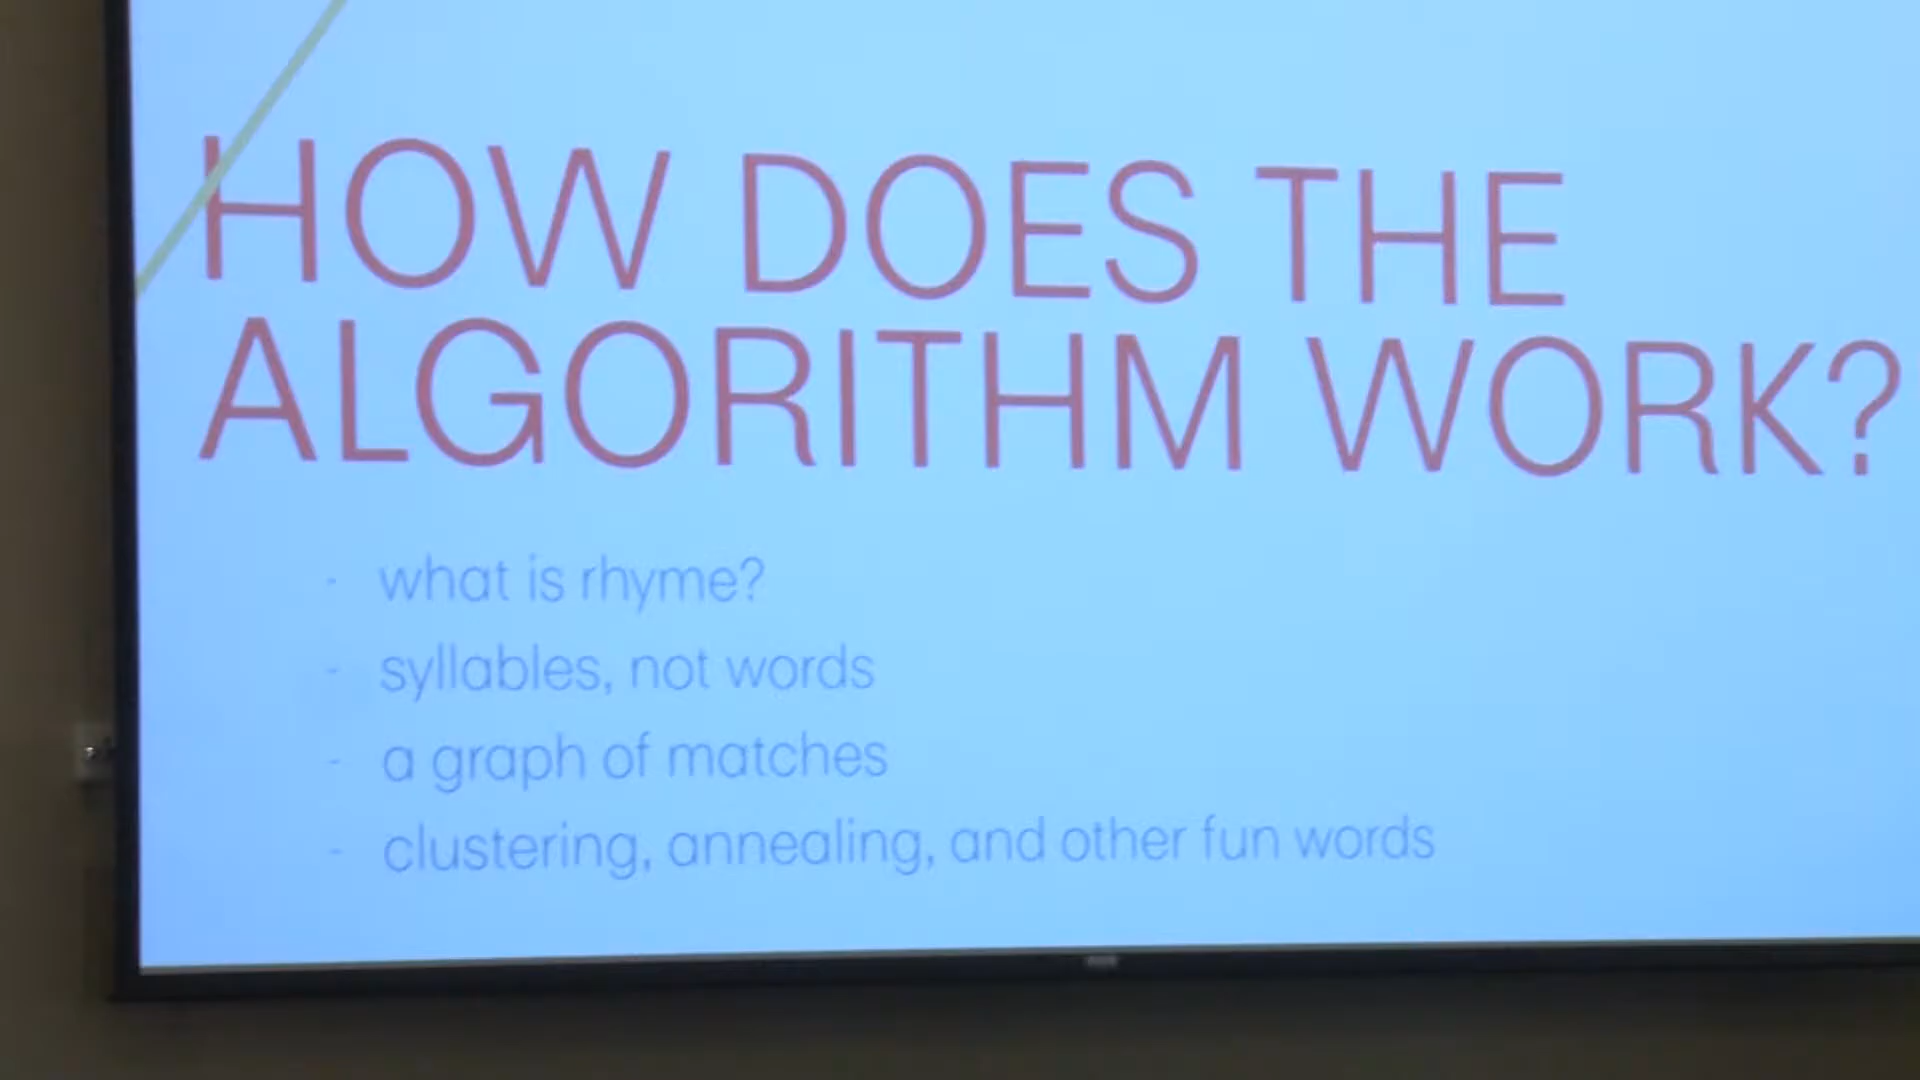 HOW DOES THE
ALGORITHM WORK?
- what is rhyme?
- syllables, not words
- a graph of matches
- clustering, annealing, and other fun words